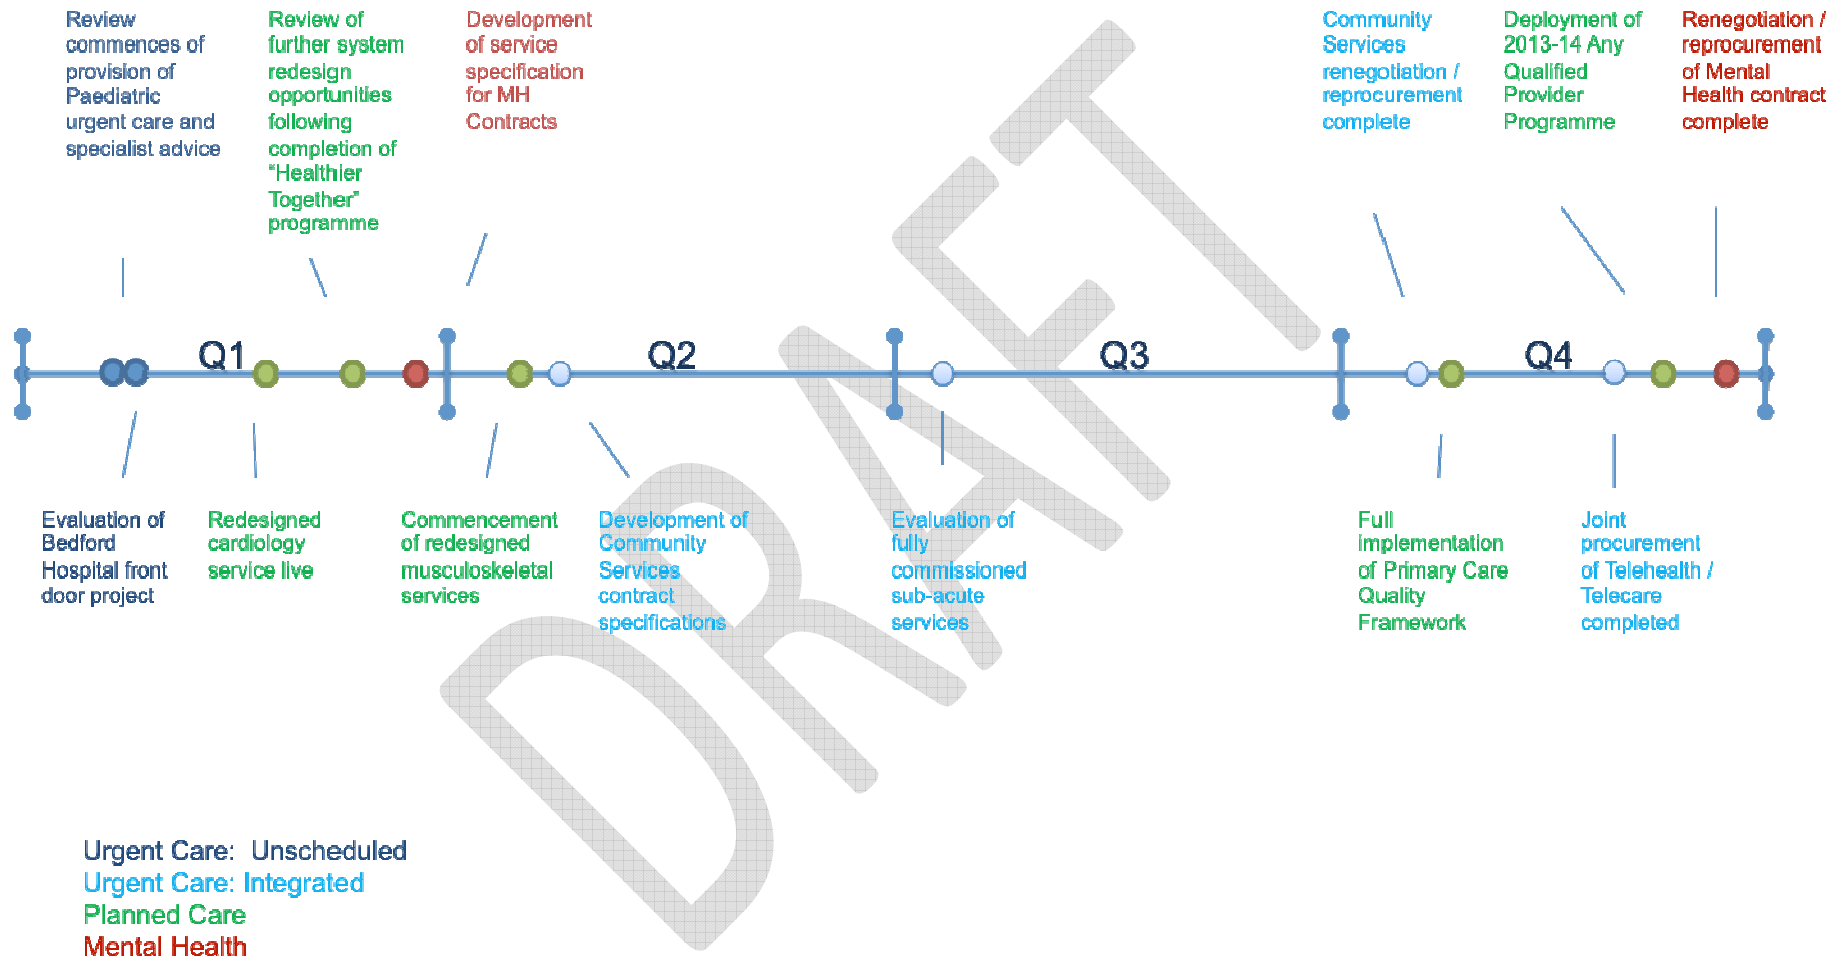 Review
commences of
provision of
Paediatric
urgent care and
specialist advice
Review of
further system
redesign
opportunities
following
completion of
“Healthier
Together”
programme
Development
of service
specification
for MH
Contracts
Community
Services
renegotiation /
reprocurement
complete
Deployment of
2013-14 Any
Qualified
Provider
Programme
Renegotiation /
reprocurement
of Mental
Health contract
complete
Q1
Q2
Q3
Q4
Evaluation of
Bedford
Hospital front
door project
Redesigned
cardiology
service live
Commencement
of redesigned
musculoskeletal
services
Development of
Community
Services
contract
specifications
Evaluation of
fully
commissioned
sub-acute
services
Full
implementation
of Primary Care
Quality
Framework
Joint
procurement
of Telehealth /
Telecare
completed
DRAFT
Urgent Care: Unscheduled
Urgent Care: Integrated
Planned Care
Mental Health